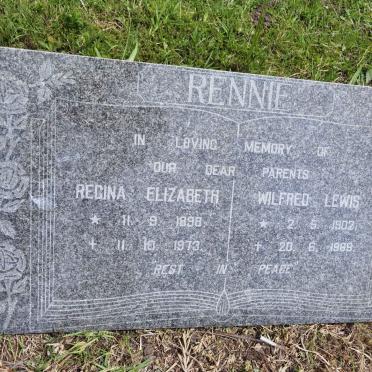 RENNIE
IN LOVING MEMORY OF
OUR DEAR PARENTS
REGINA ELIZABETH
* 11. 9. 1898.
+ 11. 10. 1973.
WILFRED LEWIS
* 2. 5. 1902.
+ 20. 6. 1989.
REST IN PEACE